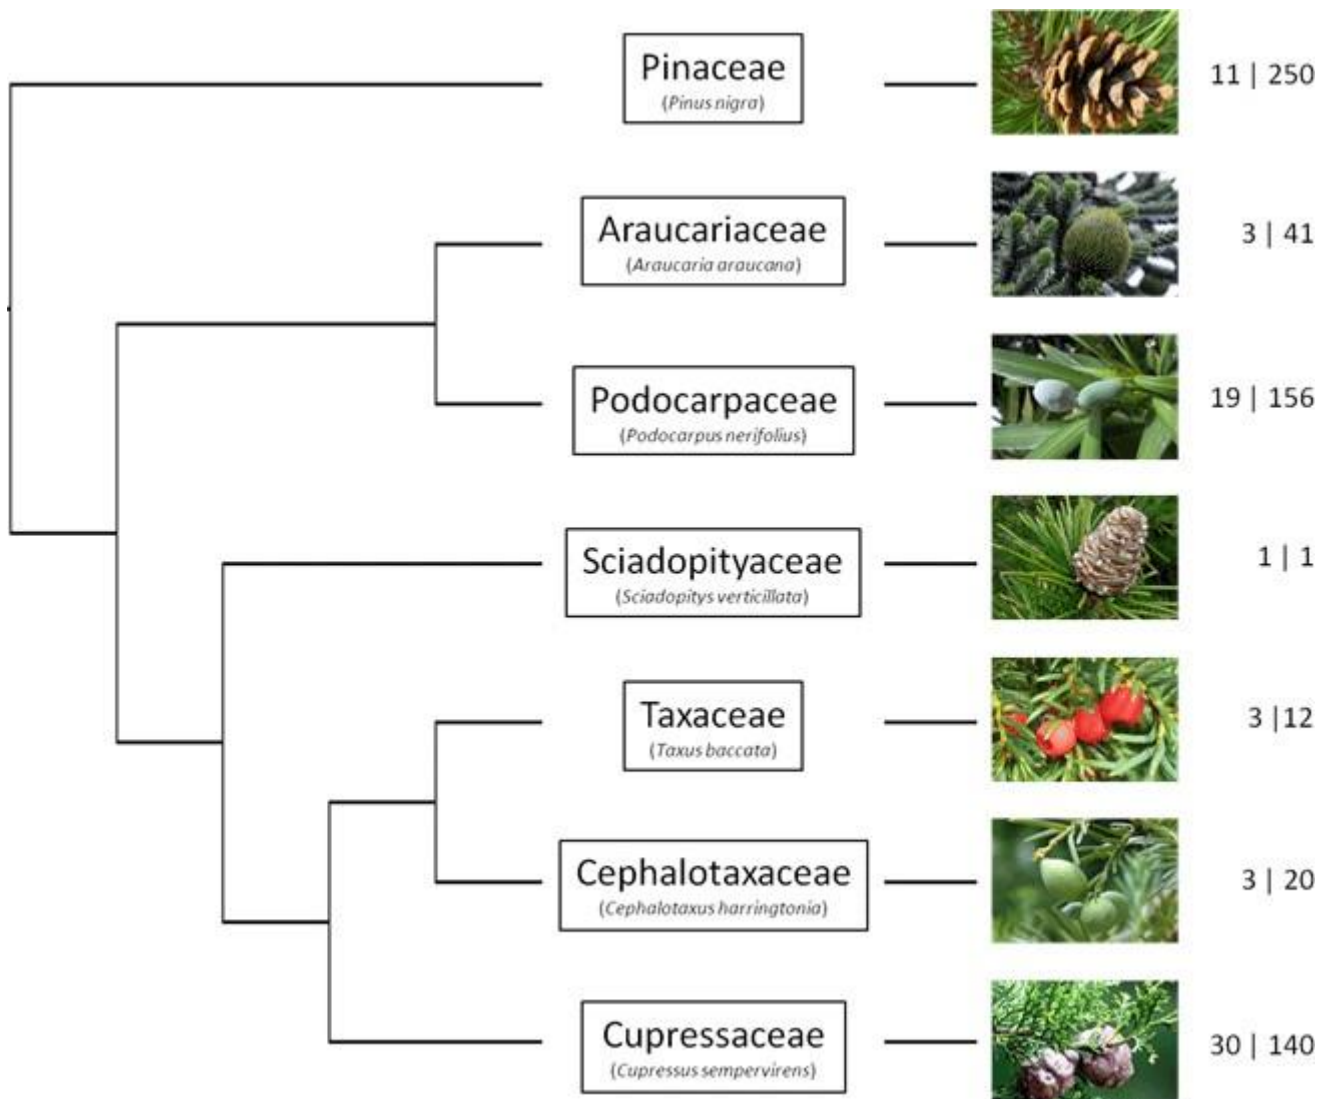 Pinaceae
(Pinus nigra)
11 | 250
Araucariaceae
(Araucaria araucana)
3 | 41
Podocarpaceae
(Podocarpus nerifolius)
19 | 156
Sciadopityaceae
(Sciadopitys verticillata)
1 | 1
Taxaceae
(Taxus baccata)
3 |12
Cephalotaxaceae
(Cephalotaxus harringtonia)
3 | 20
Cupressaceae
(Cupressus sempervirens)
30 | 140